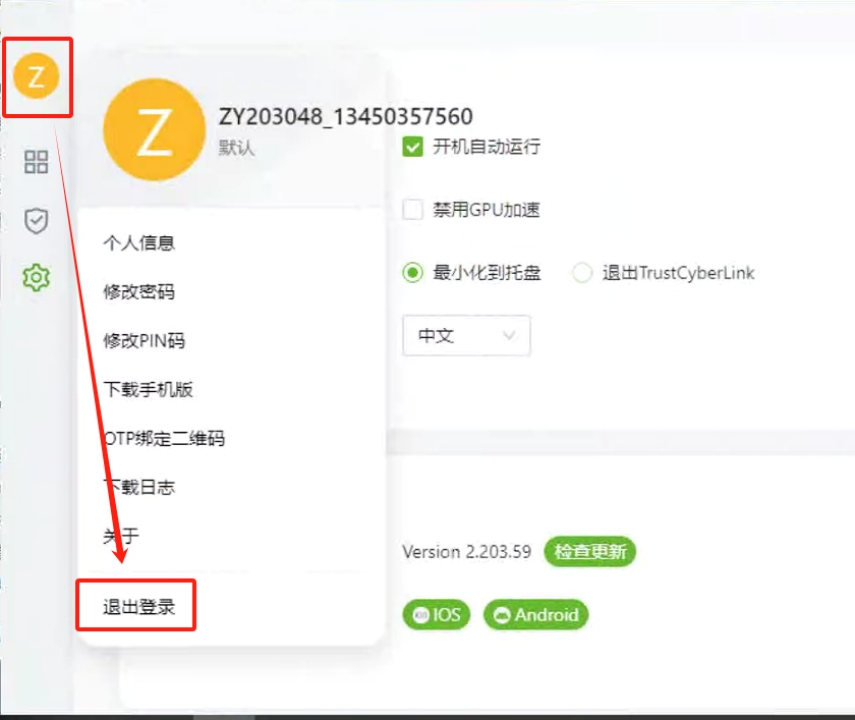 Z
Z
ZY203048_13450357560
默认
开机自动运行
禁用GPU加速
个人信息
最小化到托盘 退出TrustCyberLink
修改密码
中文
修改PIN码
下载手机版
OTP绑定二维码
下载日志
关于
Version 2.203.59 检查更新
退出登录
IOS Android